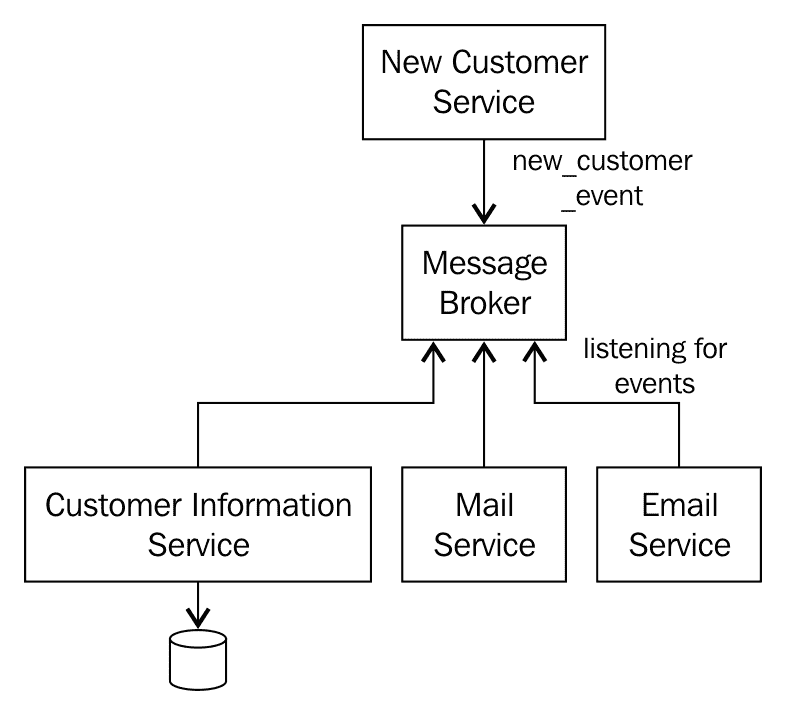 New Customer
Service
new_customer
_event
Message
Broker
listening for
events
Customer Information
Service
Mail
Service
Email
Service